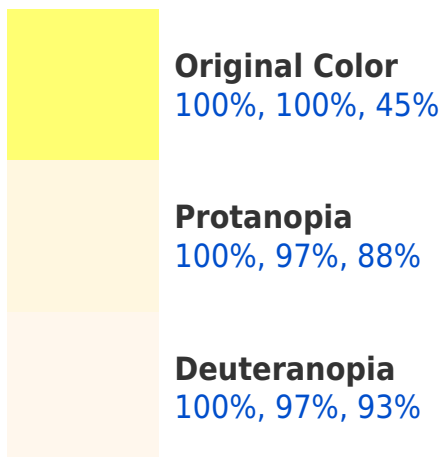 Original Color
100%, 100%, 45%
Protanopia
100%, 97%, 88%
Deuteranopia
100%, 97%, 93%